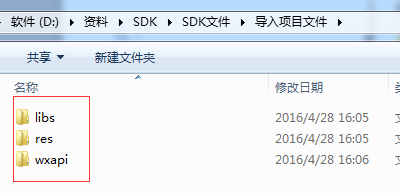 软件 (D:) ▸ 资料 ▸ SDK ▸ SDK文件 ▸ 导入项目文件 ▸
共享 新建文件夹
名称 修改日期
libs 2016/4/28 16:05
res 2016/4/28 16:05
wxapi 2016/4/28 16:06